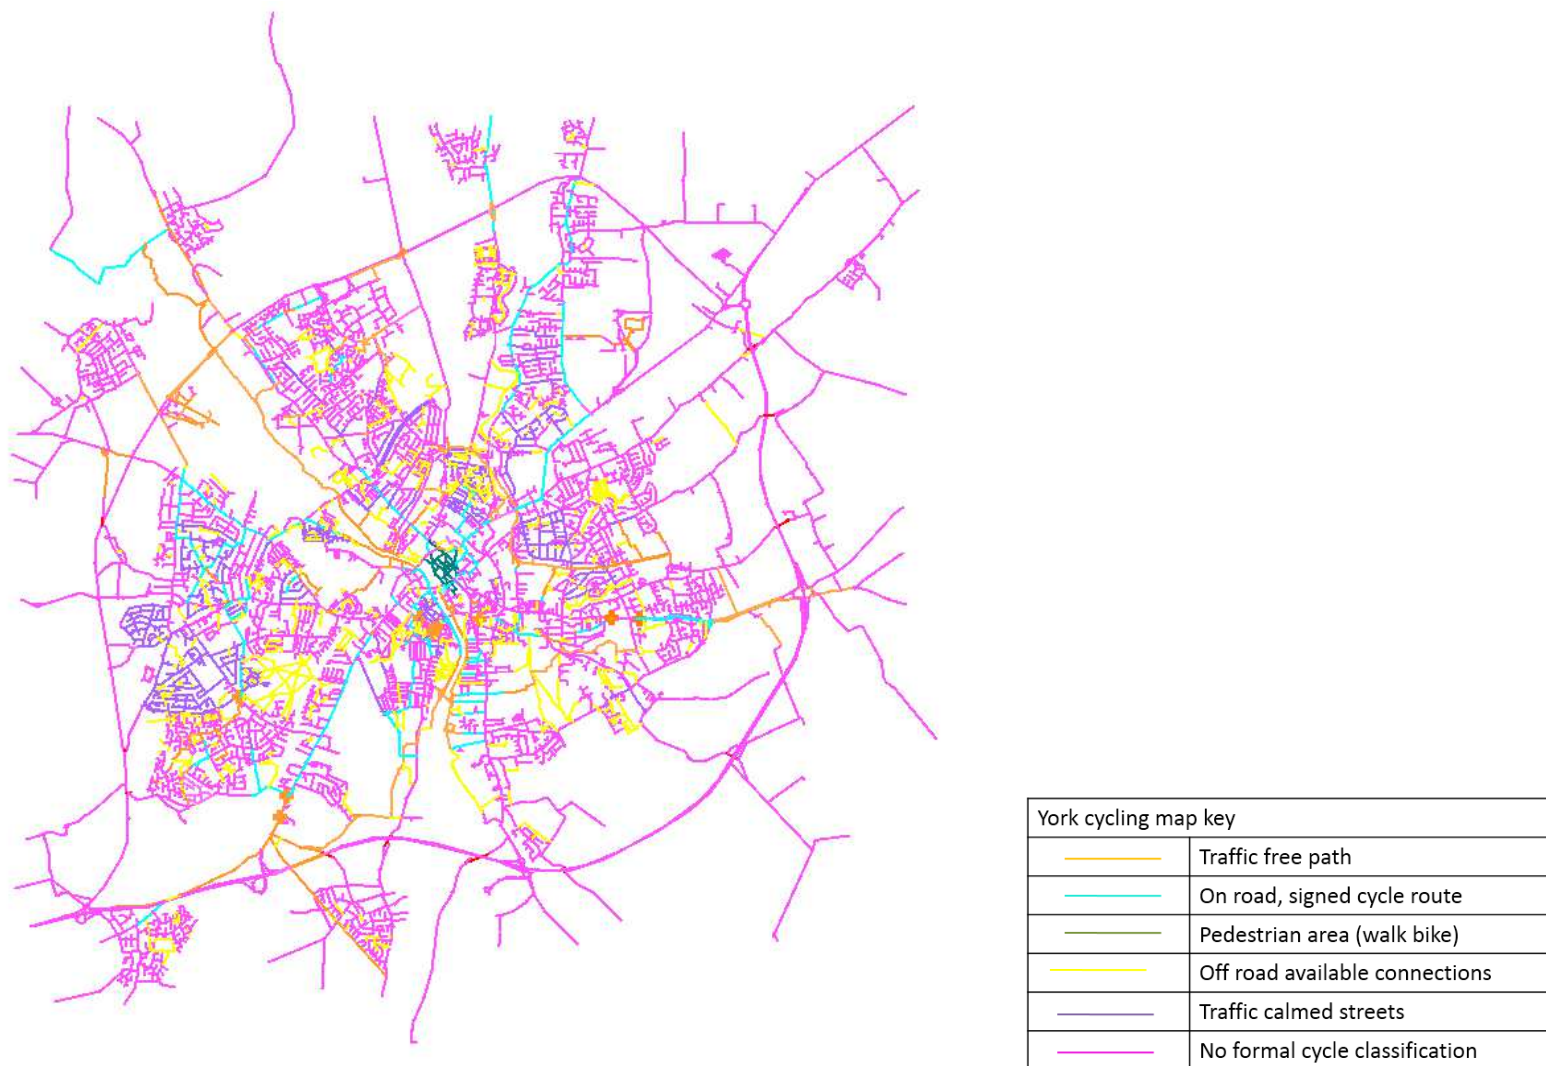 York cycling map key
Traffic free path
On road, signed cycle route
Pedestrian area (walk bike)
Off road available connections
Traffic calmed streets
No formal cycle classification